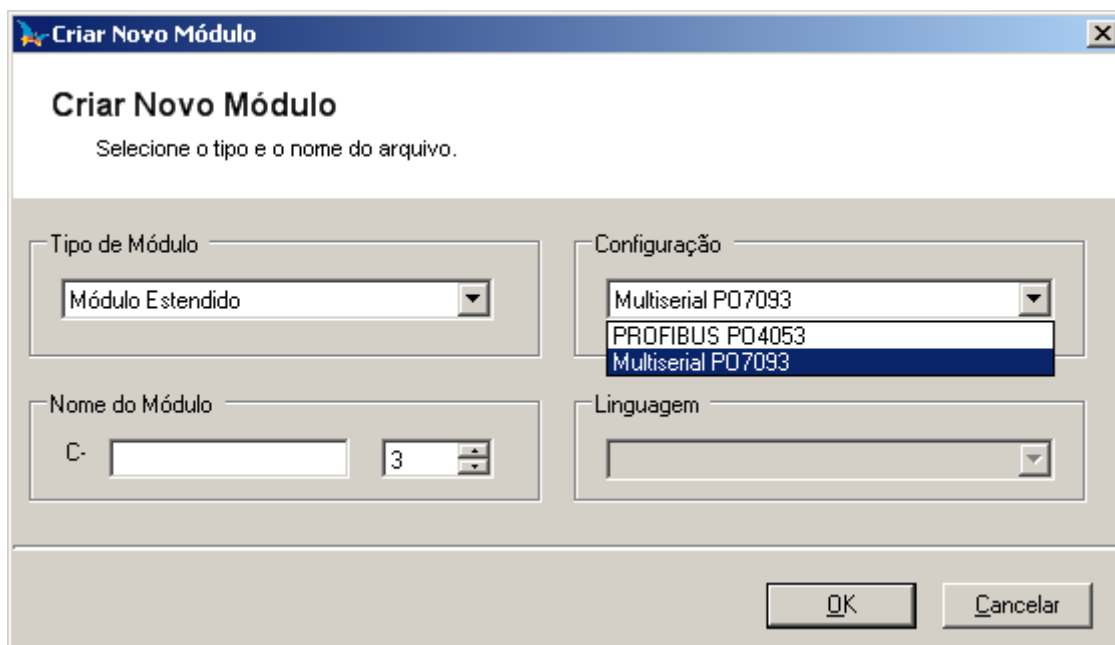 Criar Novo Módulo
Criar Novo Módulo
Selecione o tipo e o nome do arquivo.
Tipo de Módulo
Módulo Estendido
Configuração
Multiserial PO7093
PROFIBUS PO4053
Multiserial PO7093
Nome do Módulo
C-
3
Linguagem
OK
Cancelar